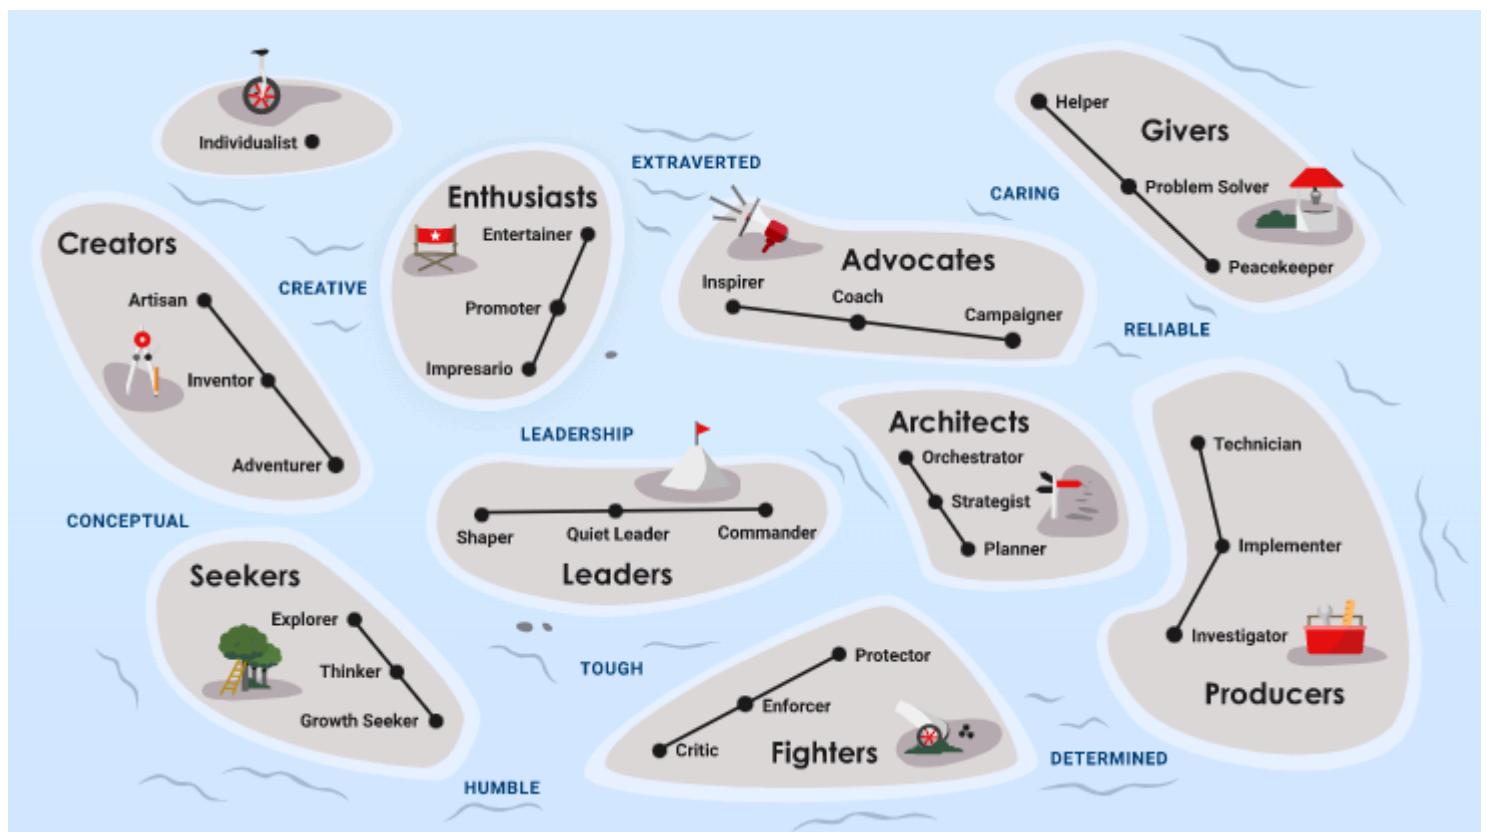 Individualist
Creators
Artisan
Inventor
Adventurer
CREATIVE
Enthusiasts
Entertainer
Promoter
Impresario
EXTRAVERTED
Advocates
Inspirer
Coach
Campaigner
CARING
Helper
Givers
Problem Solver
Peacekeeper
RELIABLE
LEADERSHIP
Shaper
Quiet Leader
Commander
Leaders
Architects
Orchestrator
Strategist
Planner
Technician
Implementer
Investigator
Producers
CONCEPTUAL
Seekers
Explorer
Thinker
Growth Seeker
HUMBLE
TOUGH
Protector
Enforcer
Critic
Fighters
DETERMINED